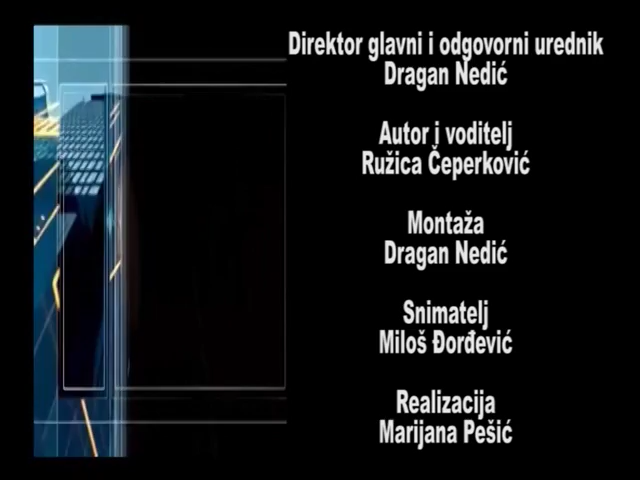 Direktor glavni i odgovorni urednik
Dragan Nedić
Autor i voditelj
Ružica Čeperković
Montaža
Dragan Nedić
Snimatelj
Miloš Đorđević
Realizacija
Marijana Pešić